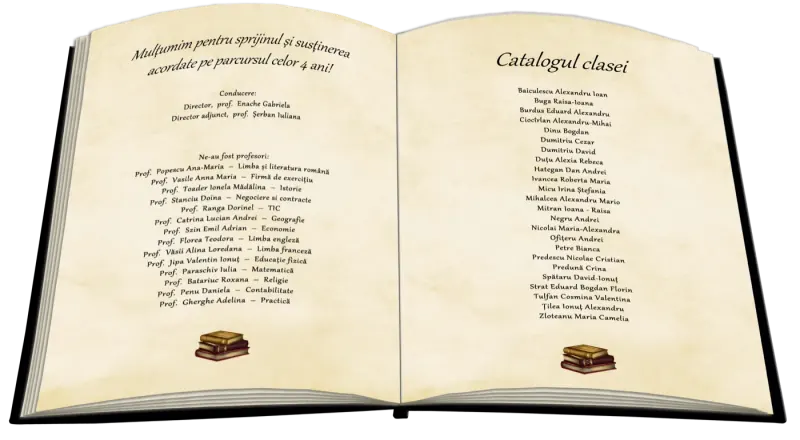 Mulțumim pentru sprijinul și susținerea
acordate pe parcursul celor 4 ani!
Conducere:
Director, prof. Enache Gabriela
Director adjunct, prof. Șerban Iuliana
Ne-au fost profesori:
Prof. Popescu Ana-Maria – Limba și literatura română
Prof. Vasile Anna Maria – Firmă de exercițiu
Prof. Toader Ionela Mădălina – Istorie
Prof. Stanciu Doina – Negociere si contracte
Prof. Ranga Dorinel – TIC
Prof. Catrina Lucian Andrei – Geografie
Prof. Szin Emil Adrian – Economie
Prof. Florea Teodora – Limba engleză
Prof. Văsii Alina Loredana – Limba franceză
Prof. Jipa Valentin Ionuț – Educație fizică
Prof. Paraschiv Iulia – Matematică
Prof. Batariuc Roxana – Religie
Prof. Penu Daniela – Contabilitate
Prof. Gherghe Adelina – Practică
Catalogul clasei
Baiculescu Alexandru Ioan
Buga Raisa-Ioana
Burdus Eduard Alexandru
Ciocîrlan Alexandru-Mihai
Dinu Bogdan
Dumitriu Cezar
Dumitriu David
Duțu Alexia Rebeca
Hategan Dan Andrei
Ivancea Roberta Maria
Micu Irina Ștefania
Mihalcea Alexandru Mario
Mitran Ioana - Raisa
Negru Andrei
Nicolai Maria-Alexandra
Ofițeru Andrei
Petre Bianca
Predescu Nicolae Cristian
Predună Crina
Spătaru David-Ionuț
Strat Eduard Bogdan Florin
Tulfan Cosmina Valentina
Țilea Ionuț Alexandru
Zloteanu Maria Camelia